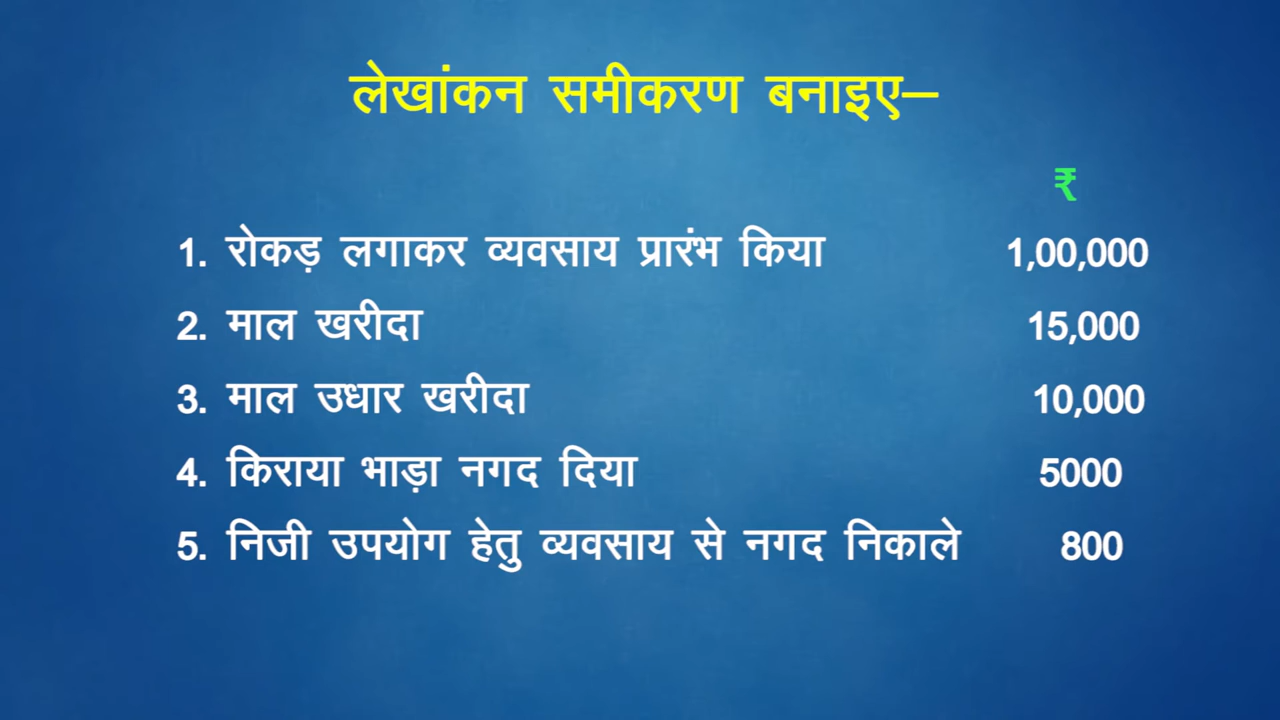 लेखांकन समीकरण बनाइए–
₹
1. रोकड़ लगाकर व्यवसाय प्रारंभ किया 1,00,000
2. माल खरीदा 15,000
3. माल उधार खरीदा 10,000
4. किराया भाड़ा नगद दिया 5000
5. निजी उपयोग हेतु व्यवसाय से नगद निकाले 800